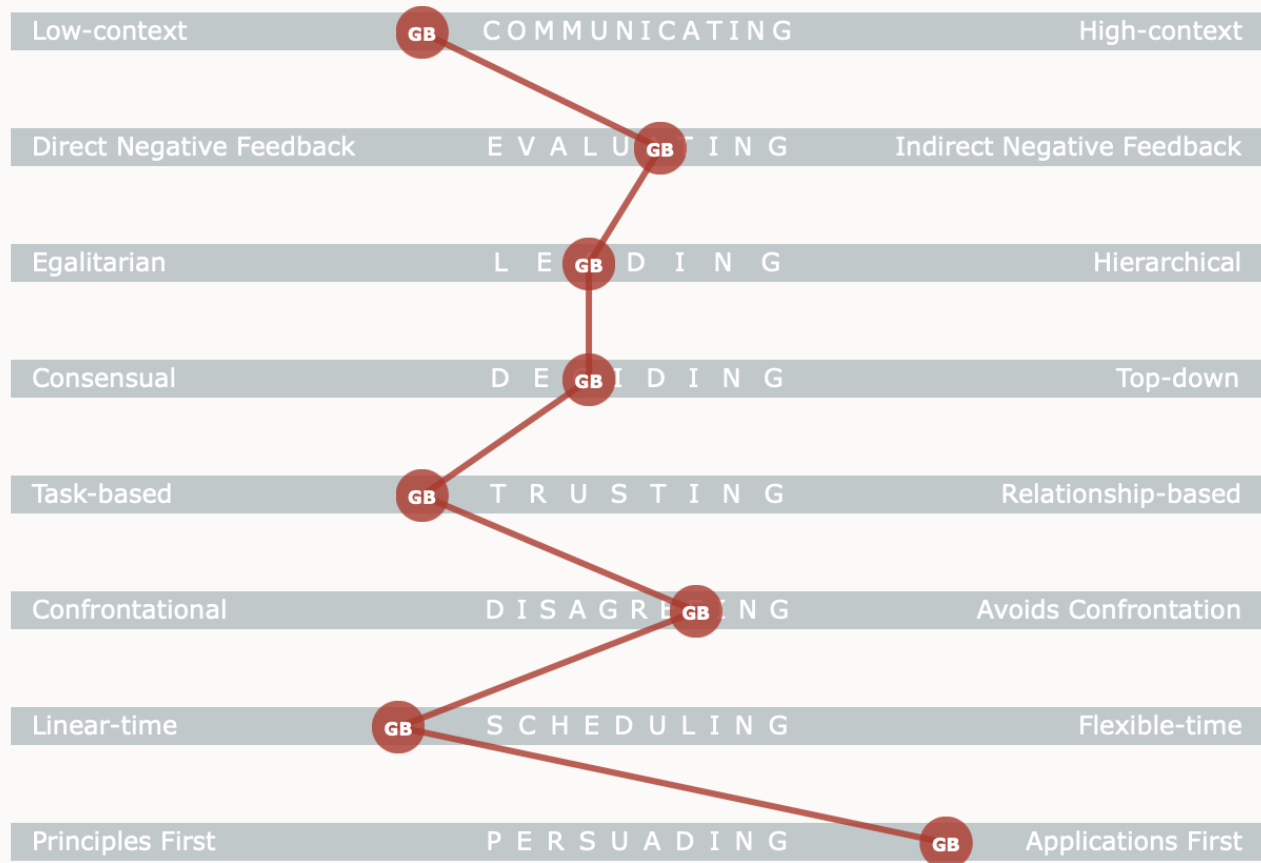 Low-context GB COMMUNICATING High-context
Direct Negative Feedback EVALU GB ING Indirect Negative Feedback
Egalitarian LE GB DING Hierarchical
Consensual DE GB IDING Top-down
Task-based GB TRUSTING Relationship-based
Confrontational DISAGRE GB NG Avoids Confrontation
Linear-time GB SCHEDULING Flexible-time
Principles First PERSUADING GB Applications First